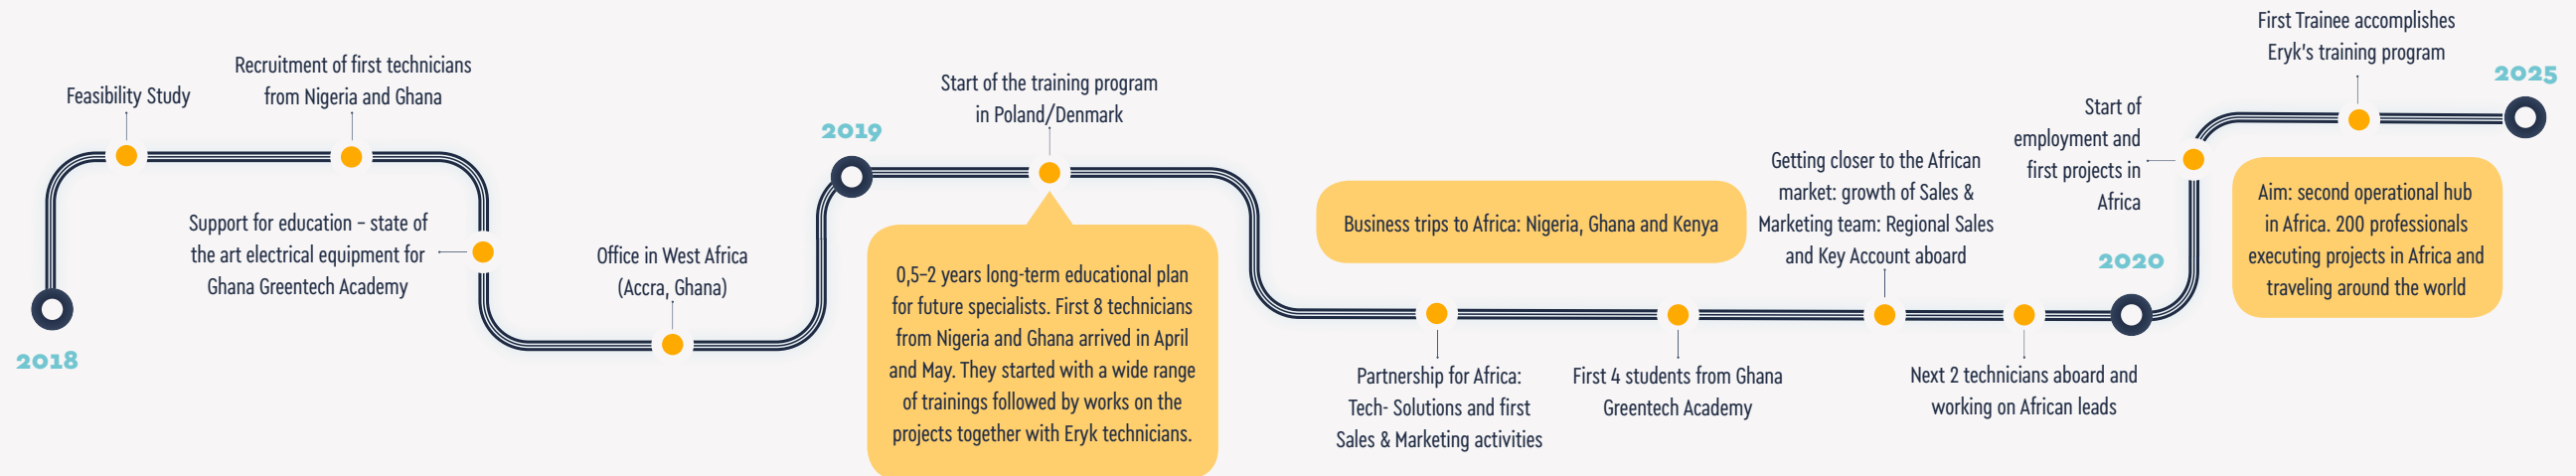 2018
Feasibility Study
Recruitment of first technicians
from Nigeria and Ghana
Support for education – state of
the art electrical equipment for
Ghana Greentech Academy
Office in West Africa
(Accra, Ghana)
2019
Start of the training program
in Poland/Denmark
0,5–2 years long-term educational plan
for future specialists. First 8 technicians
from Nigeria and Ghana arrived in April
and May. They started with a wide range
of trainings followed by works on the
projects together with Eryk technicians.
Business trips to Africa: Nigeria, Ghana and Kenya
Partnership for Africa:
Tech- Solutions and first
Sales & Marketing activities
First 4 students from Ghana
Greentech Academy
Getting closer to the African
market: growth of Sales &
Marketing team: Regional Sales
and Key Account aboard
Next 2 technicians aboard and
working on African leads
2020
Start of
employment and
first projects in
Africa
First Trainee accomplishes
Eryk's training program
2025
Aim: second operational hub
in Africa. 200 professionals
executing projects in Africa and
traveling around the world